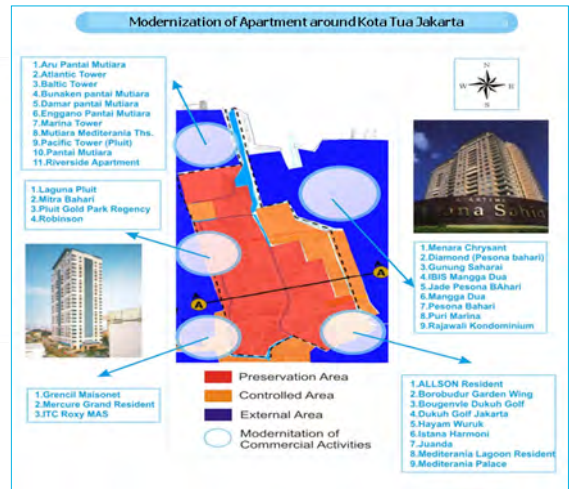 Modernization of Apartment around Kota Tua Jakarta
1.Aru Pantai Mutiara
2.Atlantic Tower
3.Baltic Tower
4.Bunaken pantai Mutiara
5.Damar pantai Mutiara
6.Enggano Pantai Mutiara
7.Marina Tower
8.Mutiara Mediterania Ths.
9.Pacific Tower (Pluit)
10.Pantai Mutiara
11.Riverside Apartment
N
W
E
S
1.Laguna Pluit
2.Mitra Bahari
3.Pluit Gold Park Regency
4.Robinson
1.Menara Chrysant
2.Diamond (Pesona bahari)
3.Gunung Saharai
4.IBIS Mangga Dua
5.Jade Pesona BAhari
6.Mangga Dua
7.Pesona Bahari
8.Puri Marina
9.Rajawali Kondominium
A
A
1.Grencil Maisonet
2.Mercure Grand Resident
3.ITC Roxy MAS
Preservation Area
Controlled Area
External Area
Modernitation of
Commercial Activities
1.ALLSON Resident
2.Borobudur Garden Wing
3.Bougenvle Dukuh Golf
4.Dukuh Golf Jakarta
5.Hayam Wuruk
6.Istana Harmoni
7.Juanda
8.Mediterania Lagoon Resident
9.Mediterania Palace